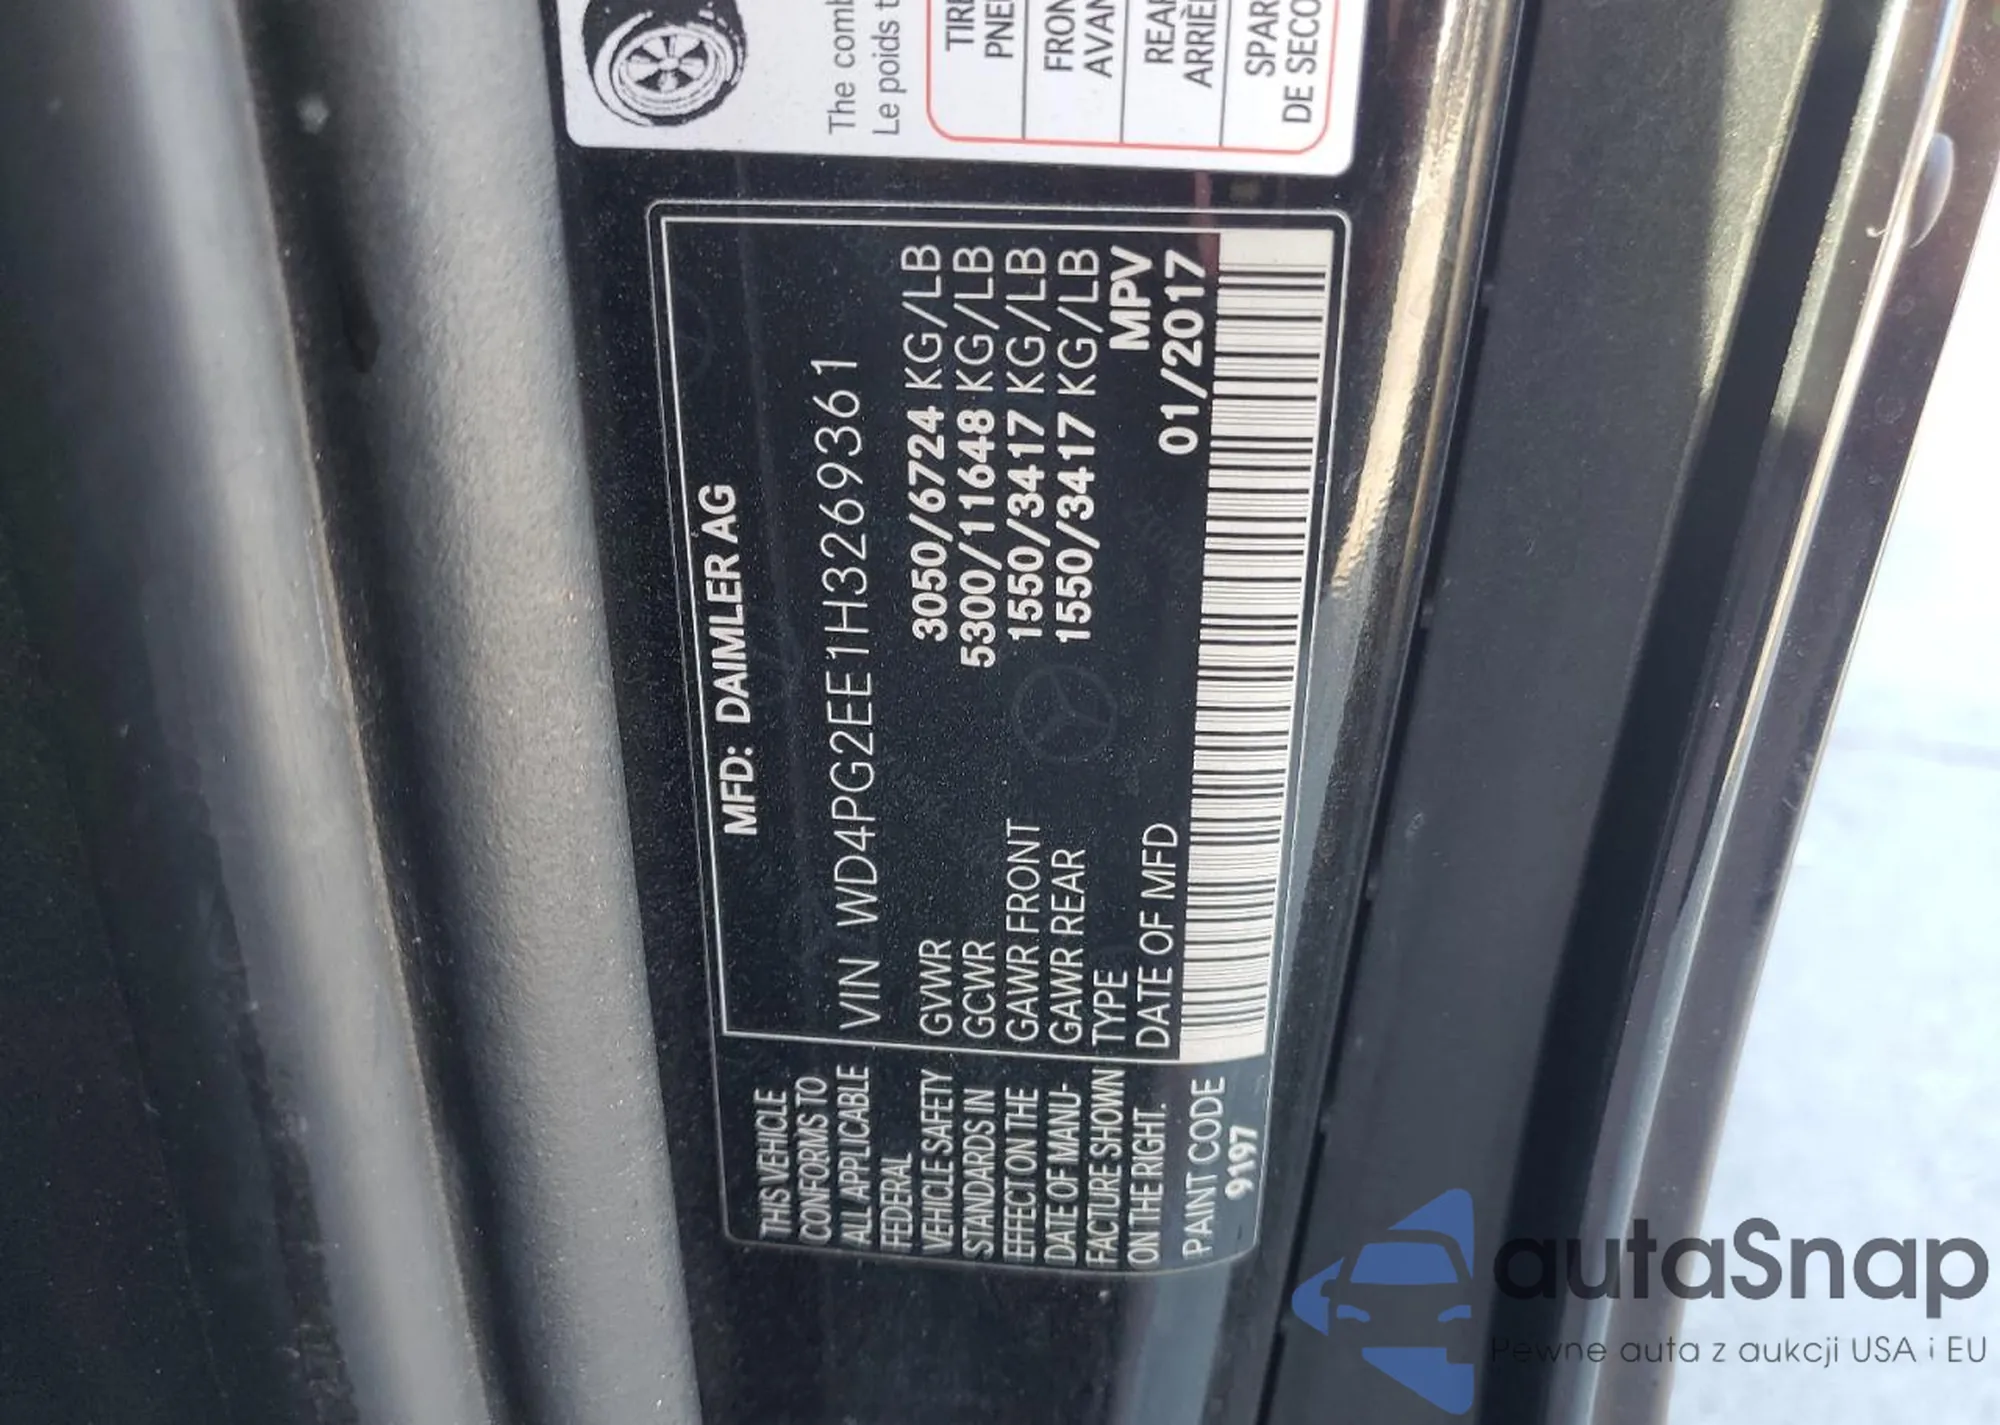 The comb
Le poids t
TIRE
PNEU
FRON
AVAN
REAR
ARRIÈR
SPAR
DE SECO
MFD: DAIMLER AG
VIN WD4PG2EE1H3269361
GVWR 3050/6724 KG/LB
GCWR 5300/11648 KG/LB
GAWR FRONT 1550/3417 KG/LB
GAWR REAR 1550/3417 KG/LB
TYPE MPV
DATE OF MFD 01/2017
THIS VEHICLE
CONFORMS TO
ALL APPLICABLE
FEDERAL
VEHICLE SAFETY
STANDARDS IN
EFFECT ON THE
DATE OF MANU-
FACTURE SHOWN
ON THE RIGHT.
PAINT CODE
9197
autaSnap
Pewne auta z aukcji USA i EU